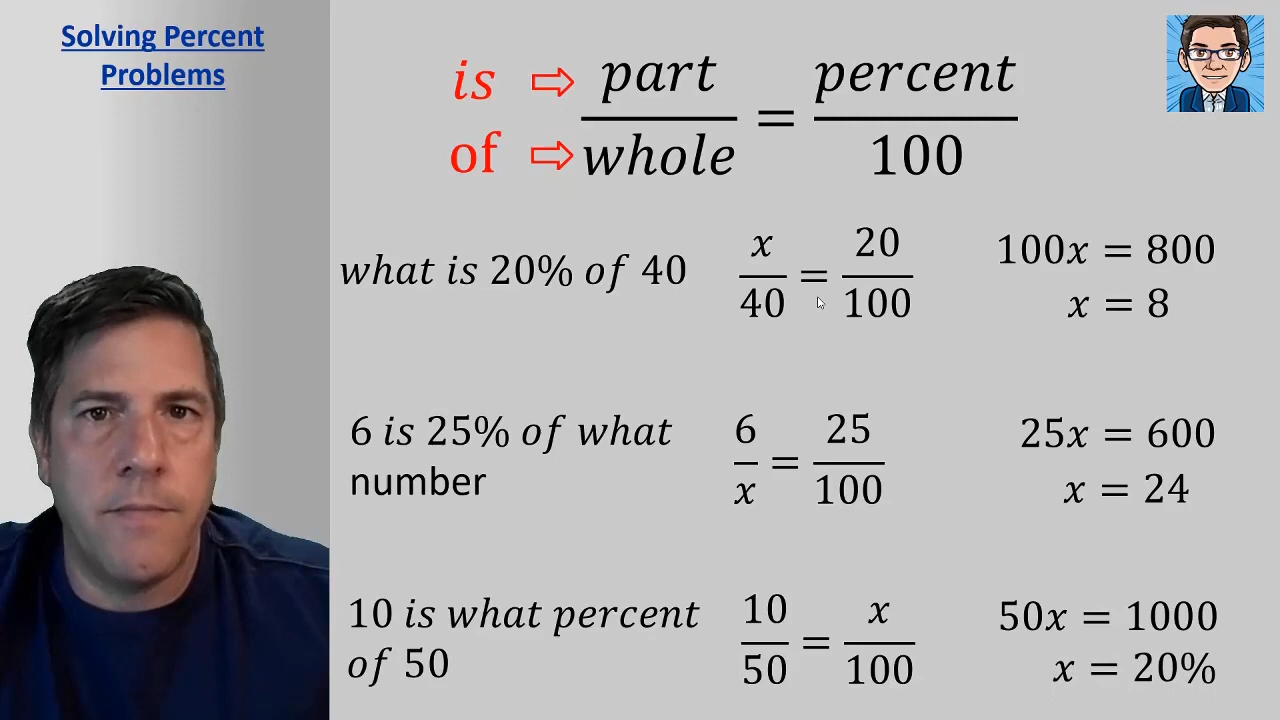 Solving Percent
Problems
is ⇨ part/whole = percent/100
of ⇨
what is 20% of 40
x/40 = 20/100
100x = 800
x = 8
6 is 25% of what
number
6/x = 25/100
25x = 600
x = 24
10 is what percent
of 50
10/50 = x/100
50x = 1000
x = 20%